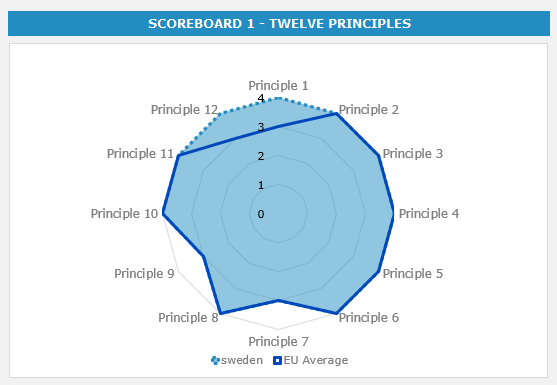 SCOREBOARD 1 - TWELVE PRINCIPLES
Principle 1
Principle 12
4
Principle 2
3
Principle 11
Principle 3
2
1
Principle 10
0
Principle 4
Principle 9
Principle 5
Principle 8
Principle 6
Principle 7
sweden EU Average